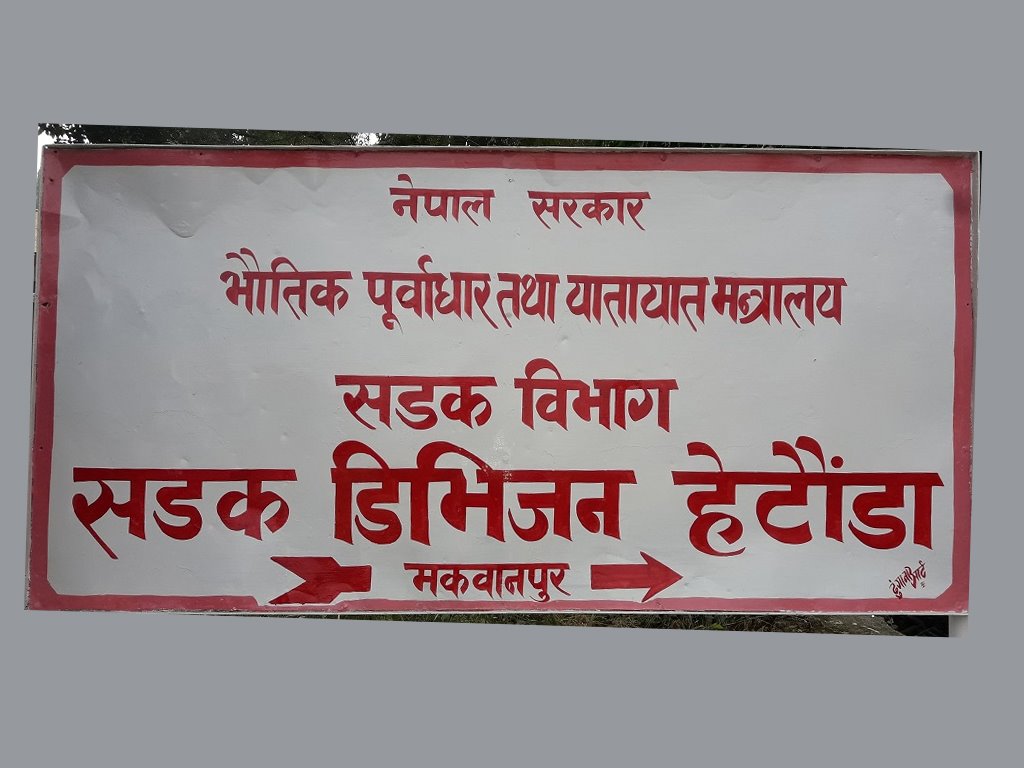 नेपाल सरकार
भौतिक पूर्वाधार तथा यातायात मन्त्रालय
सडक विभाग
सडक डिभिजन हेटौंडा
मकवानपुर